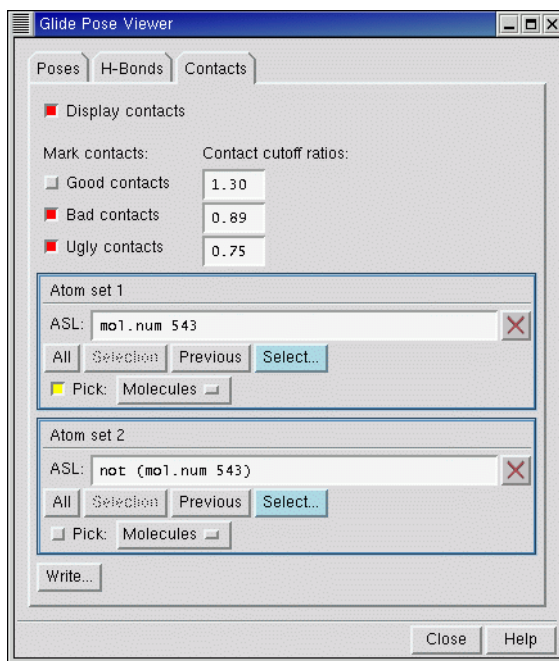 Glide Pose Viewer
Poses H-Bonds Contacts
Display contacts
Mark contacts: Contact cutoff ratios:
Good contacts 1.30
Bad contacts 0.89
Ugly contacts 0.75
Atom set 1
ASL: mol.num 543
All Selection Previous Select...
Pick: Molecules
Atom set 2
ASL: not (mol.num 543)
All Selection Previous Select...
Pick: Molecules
Write...
Close Help